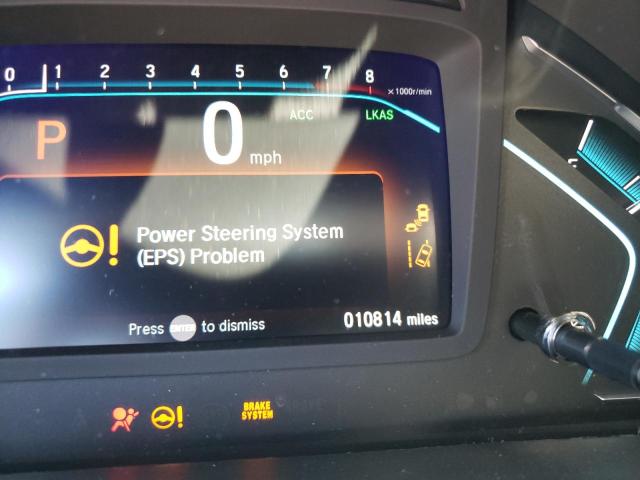 0 1 2 3 4 5 6 7 8
×1000r/min
ACC LKAS
P 0 mph
Power Steering System
(EPS) Problem
Press ENTER to dismiss
010814 miles
BRAKE
SYSTEM